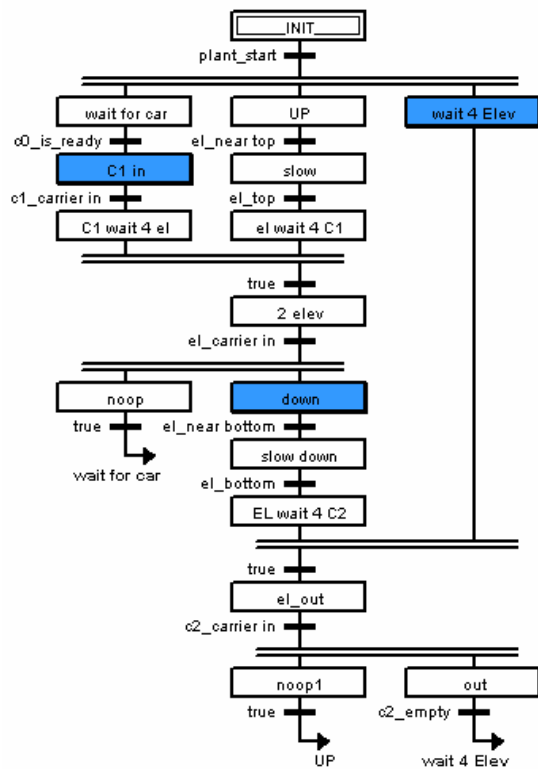 __INIT__
plant_start
wait for car UP wait 4 Elev
c0_is_ready el_near top
C1 in slow
c1_carrier in el_top
C1 wait 4 el el wait 4 C1
true
2 elev
el_carrier in
noop down
true el_near bottom
wait for car slow down
el_bottom
EL wait 4 C2
true
el_out
c2_carrier in
noop1 out
true c2_empty
UP wait 4 Elev